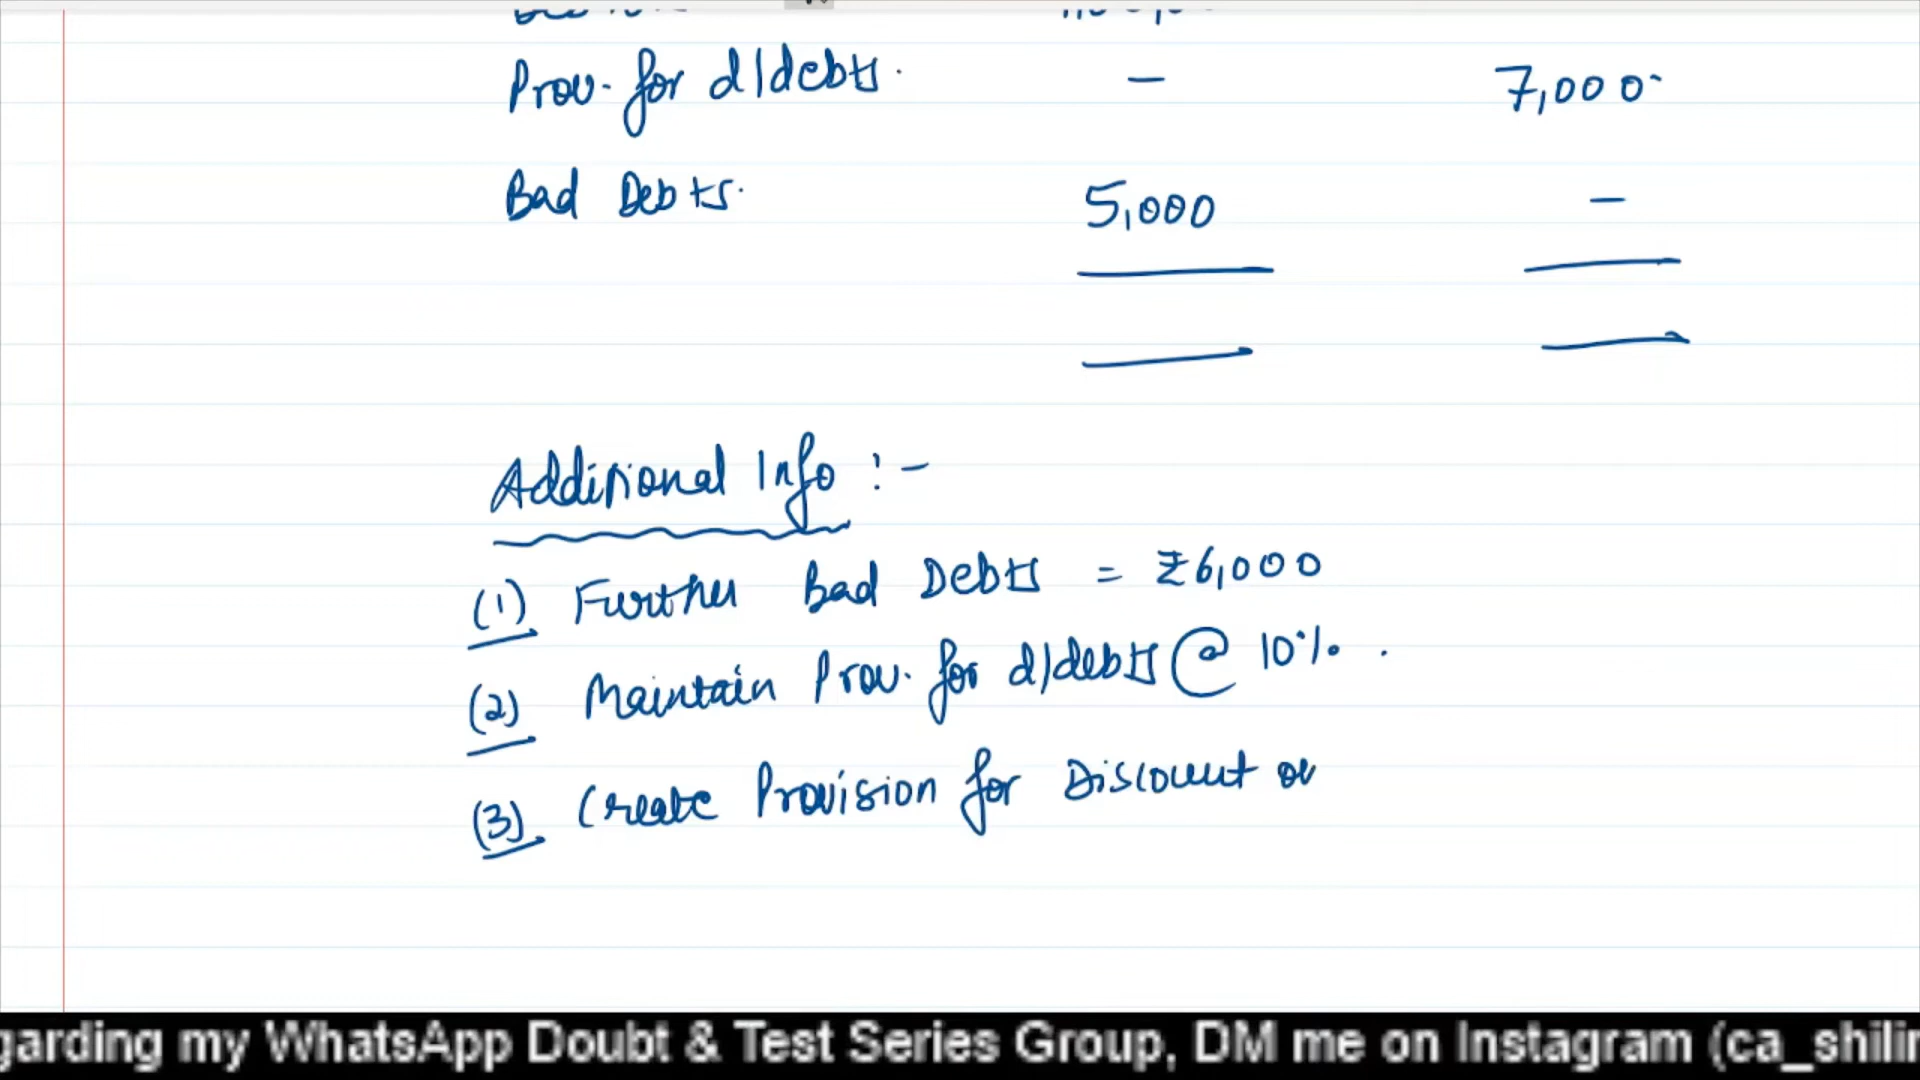 Prov. for d/debts. - 7,000
Bad Debts. 5,000 -
Additional Info :-
(1) Further Bad Debts = ₹6,000
(2) Maintain Prov. for d/debts @ 10%.
(3) Create Provision for Discount on
garding my WhatsApp Doubt & Test Series Group, DM me on Instagram (ca_shilin